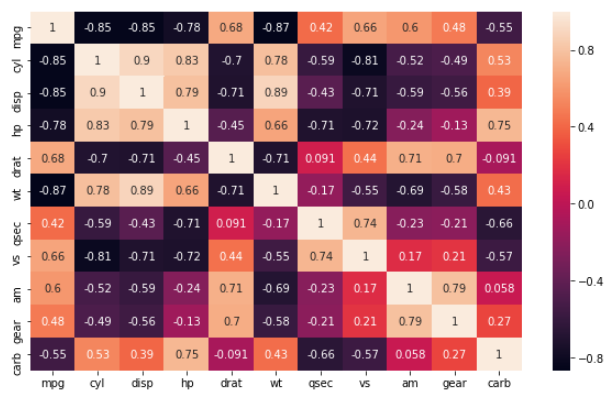 mpg 1 -0.85 -0.85 -0.78 0.68 -0.87 0.42 0.66 0.6 0.48 -0.55
cyl -0.85 1 0.9 0.83 -0.7 0.78 -0.59 -0.81 -0.52 -0.49 0.53
disp -0.85 0.9 1 0.79 -0.71 0.89 -0.43 -0.71 -0.59 -0.56 0.39
hp -0.78 0.83 0.79 1 -0.45 0.66 -0.71 -0.72 -0.24 -0.13 0.75
drat 0.68 -0.7 -0.71 -0.45 1 -0.71 0.091 0.44 0.71 0.7 -0.091
wt -0.87 0.78 0.89 0.66 -0.71 1 -0.17 -0.55 -0.69 -0.58 0.43
qsec 0.42 -0.59 -0.43 -0.71 0.091 -0.17 1 0.74 -0.23 -0.21 -0.66
vs 0.66 -0.81 -0.71 -0.72 0.44 -0.55 0.74 1 0.17 0.21 -0.57
am 0.6 -0.52 -0.59 -0.24 0.71 -0.69 -0.23 0.17 1 0.79 0.058
gear 0.48 -0.49 -0.56 -0.13 0.7 -0.58 -0.21 0.21 0.79 1 0.27
carb -0.55 0.53 0.39 0.75 -0.091 0.43 -0.66 -0.57 0.058 0.27 1
mpg cyl disp hp drat wt qsec vs am gear carb
0.8
0.4
0.0
−0.4
−0.8